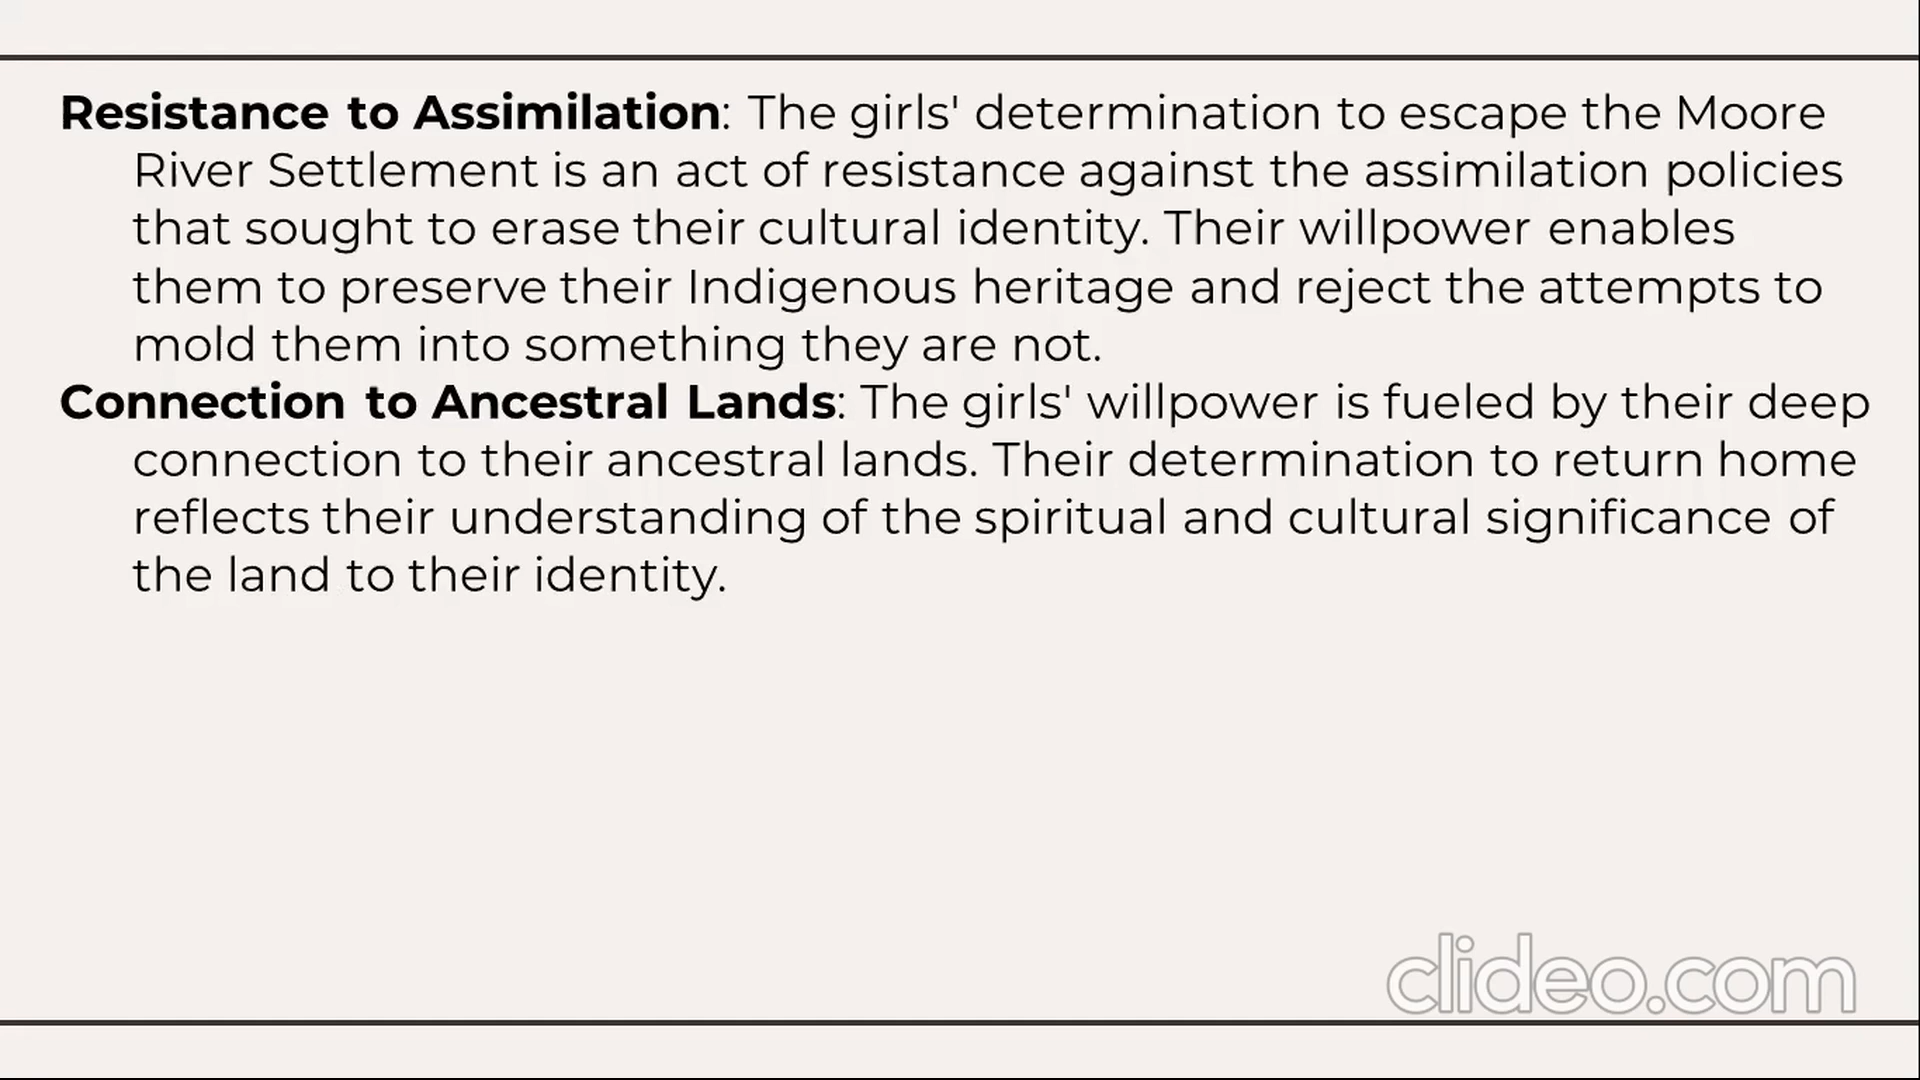 Resistance to Assimilation: The girls' determination to escape the Moore
River Settlement is an act of resistance against the assimilation policies
that sought to erase their cultural identity. Their willpower enables
them to preserve their Indigenous heritage and reject the attempts to
mold them into something they are not.
Connection to Ancestral Lands: The girls' willpower is fueled by their deep
connection to their ancestral lands. Their determination to return home
reflects their understanding of the spiritual and cultural significance of
the land to their identity.
clideo.com